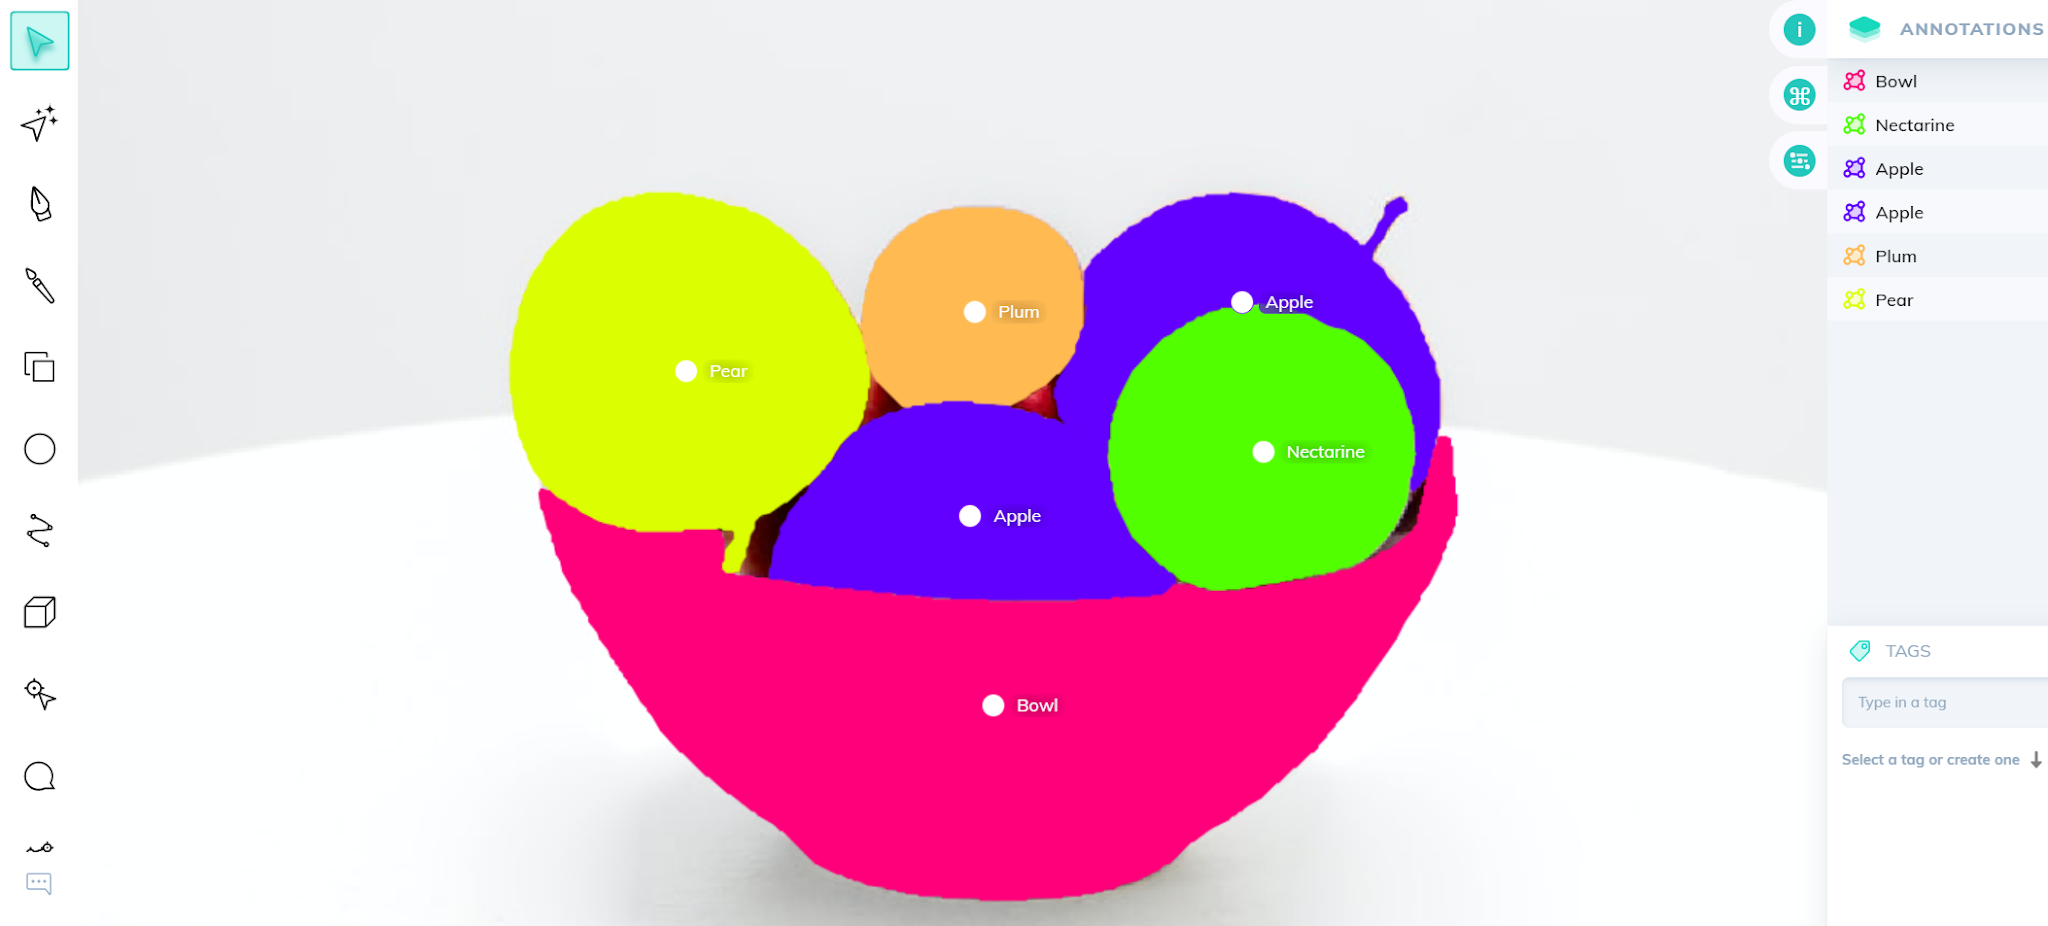 ANNOTATIONS
Bowl
Nectarine
Apple
Apple
Plum
Pear
Apple
Plum
Pear
Nectarine
Apple
Bowl
TAGS
Type in a tag
Select a tag or create one